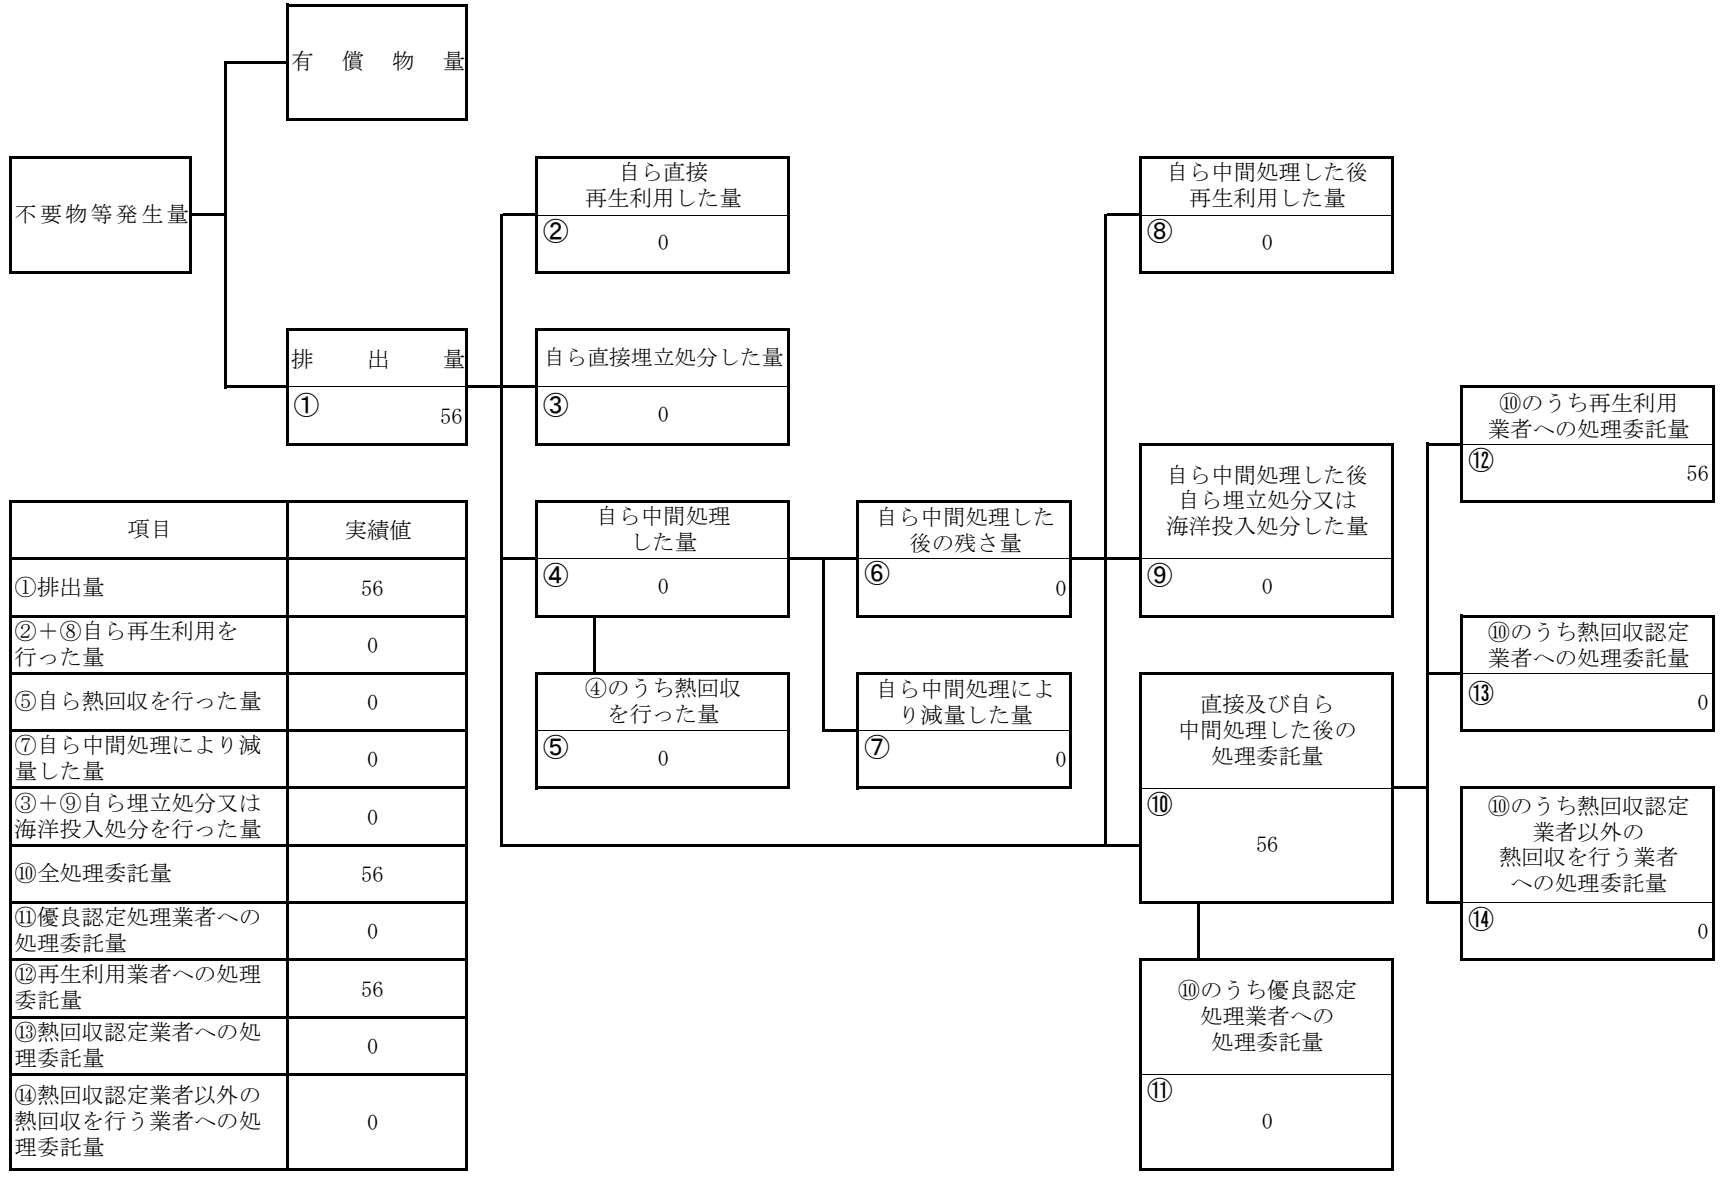 有償物量
不要物等発生量
排出量
①
56
自ら直接
再生利用した量
②
0
自ら直接埋立処分した量
③
0
自ら中間処理
した量
④
0
④のうち熱回収
を行った量
⑤
0
自ら中間処理した
後の残さ量
⑥
0
自ら中間処理によ
り減量した量
⑦
0
自ら中間処理した後
再生利用した量
⑧
0
自ら中間処理した後
自ら埋立処分又は
海洋投入処分した量
⑨
0
直接及び自ら
中間処理した後の
処理委託量
⑩
56
⑩のうち優良認定
処理業者への
処理委託量
⑪
0
⑩のうち再生利用
業者への処理委託量
⑫
56
⑩のうち熱回収認定
業者への処理委託量
⑬
0
⑩のうち熱回収認定
業者以外の
熱回収を行う業者
への処理委託量
⑭
0
項目 実績値
①排出量 56
②＋⑧自ら再生利用を
行った量 0
⑤自ら熱回収を行った量 0
⑦自ら中間処理により減
量した量 0
③＋⑨自ら埋立処分又は
海洋投入処分を行った量 0
⑩全処理委託量 56
⑪優良認定処理業者への
処理委託量 0
⑫再生利用業者への処理
委託量 56
⑬熱回収認定業者への処
理委託量 0
⑭熱回収認定業者以外の
熱回収を行う業者への処
理委託量 0